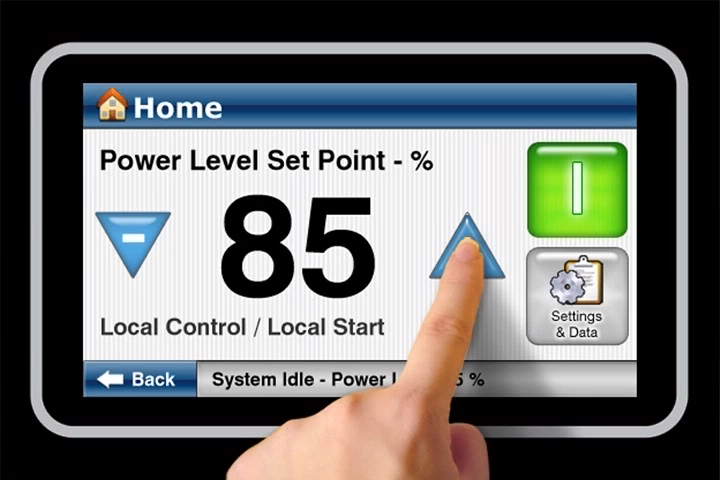 Home
Power Level Set Point - %
85
Local Control / Local Start
Settings
& Data
Back
System Idle - Power %